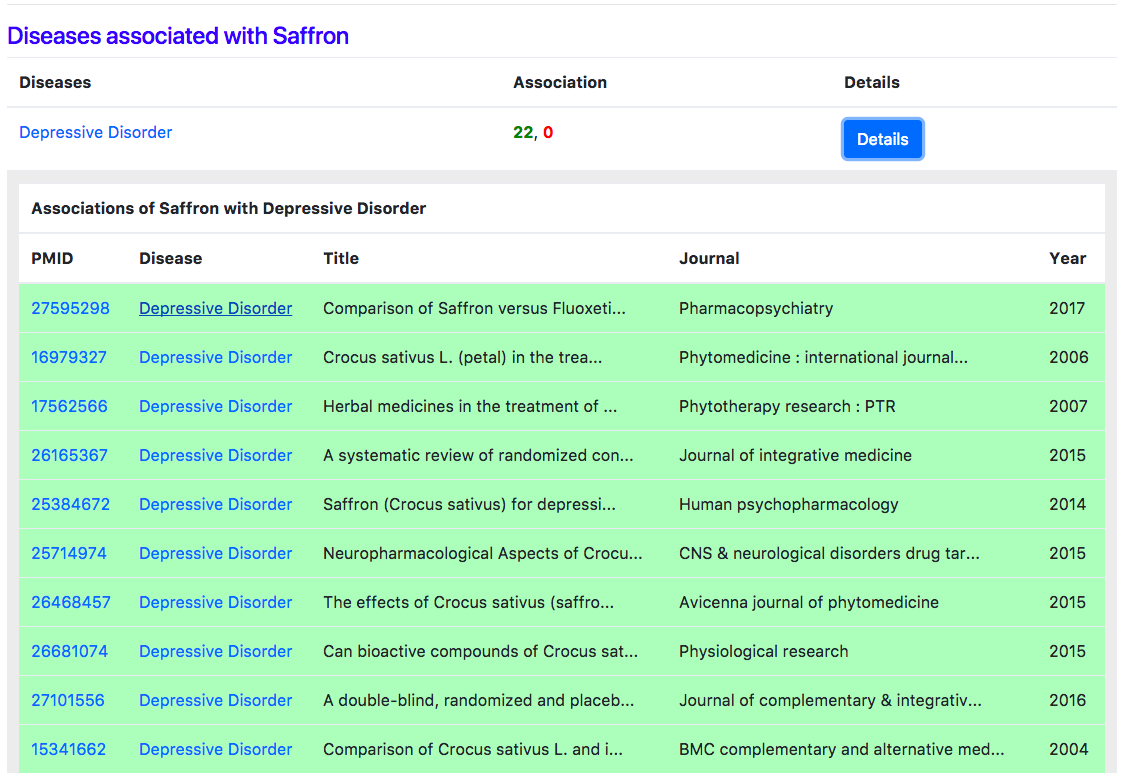 Diseases associated with Saffron
Diseases Association Details
Depressive Disorder 22, 0 Details
Associations of Saffron with Depressive Disorder
PMID Disease Title Journal Year
27595298 Depressive Disorder Comparison of Saffron versus Fluoxeti... Pharmacopsychiatry 2017
16979327 Depressive Disorder Crocus sativus L. (petal) in the trea... Phytomedicine : international journal... 2006
17562566 Depressive Disorder Herbal medicines in the treatment of ... Phytotherapy research : PTR 2007
26165367 Depressive Disorder A systematic review of randomized con... Journal of integrative medicine 2015
25384672 Depressive Disorder Saffron (Crocus sativus) for depressi... Human psychopharmacology 2014
25714974 Depressive Disorder Neuropharmacological Aspects of Crocu... CNS & neurological disorders drug tar... 2015
26468457 Depressive Disorder The effects of Crocus sativus (saffro... Avicenna journal of phytomedicine 2015
26681074 Depressive Disorder Can bioactive compounds of Crocus sat... Physiological research 2015
27101556 Depressive Disorder A double-blind, randomized and placeb... Journal of complementary & integrativ... 2016
15341662 Depressive Disorder Comparison of Crocus sativus L. and i... BMC complementary and alternative med... 2004